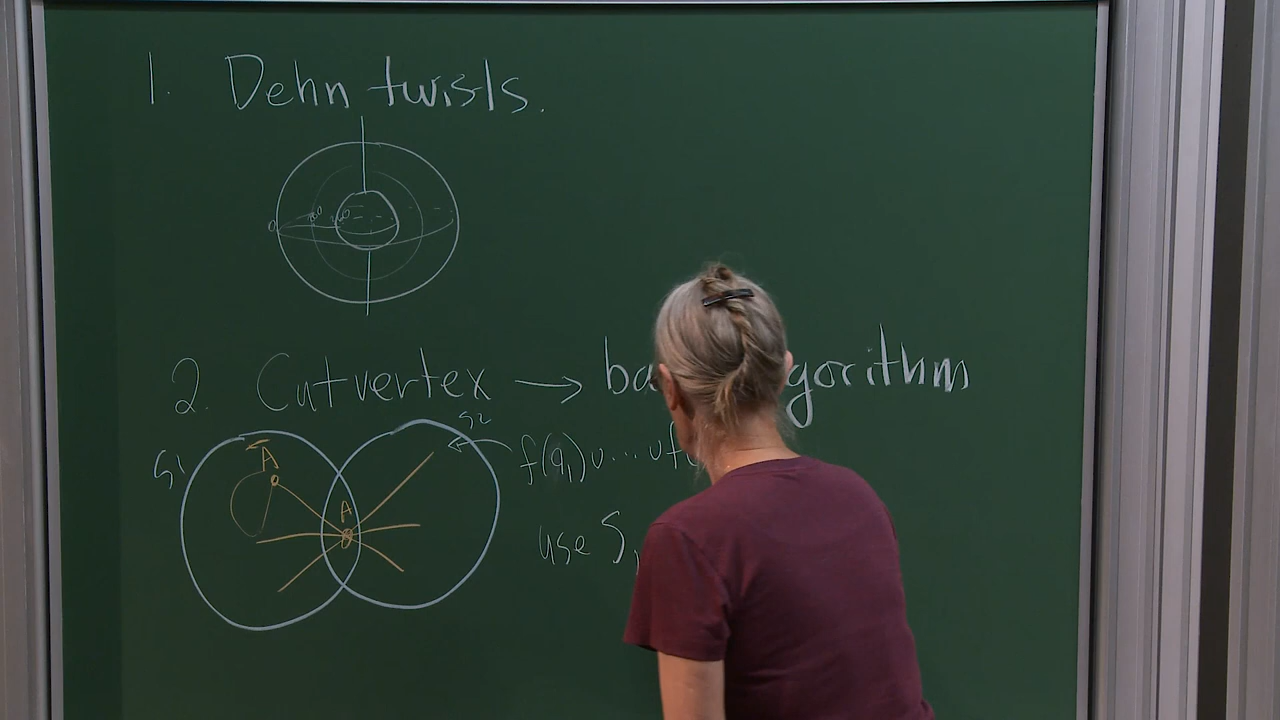 1. Dehn twists.
2. Cutvertex → ba gorithm
S1
A
A
S2
f(a₁)∪...∪f
use S